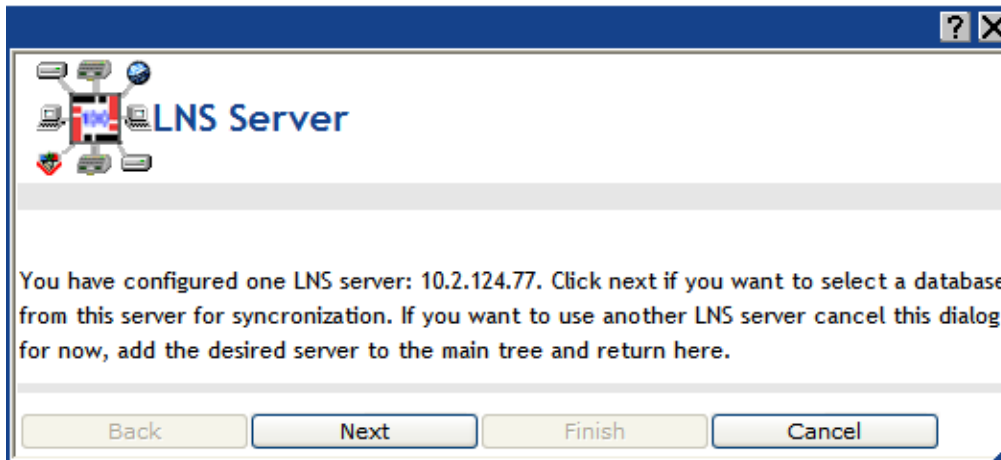 LNS Server
You have configured one LNS server: 10.2.124.77. Click next if you want to select a database
from this server for syncronization. If you want to use another LNS server cancel this dialog
for now, add the desired server to the main tree and return here.
Back Next Finish Cancel